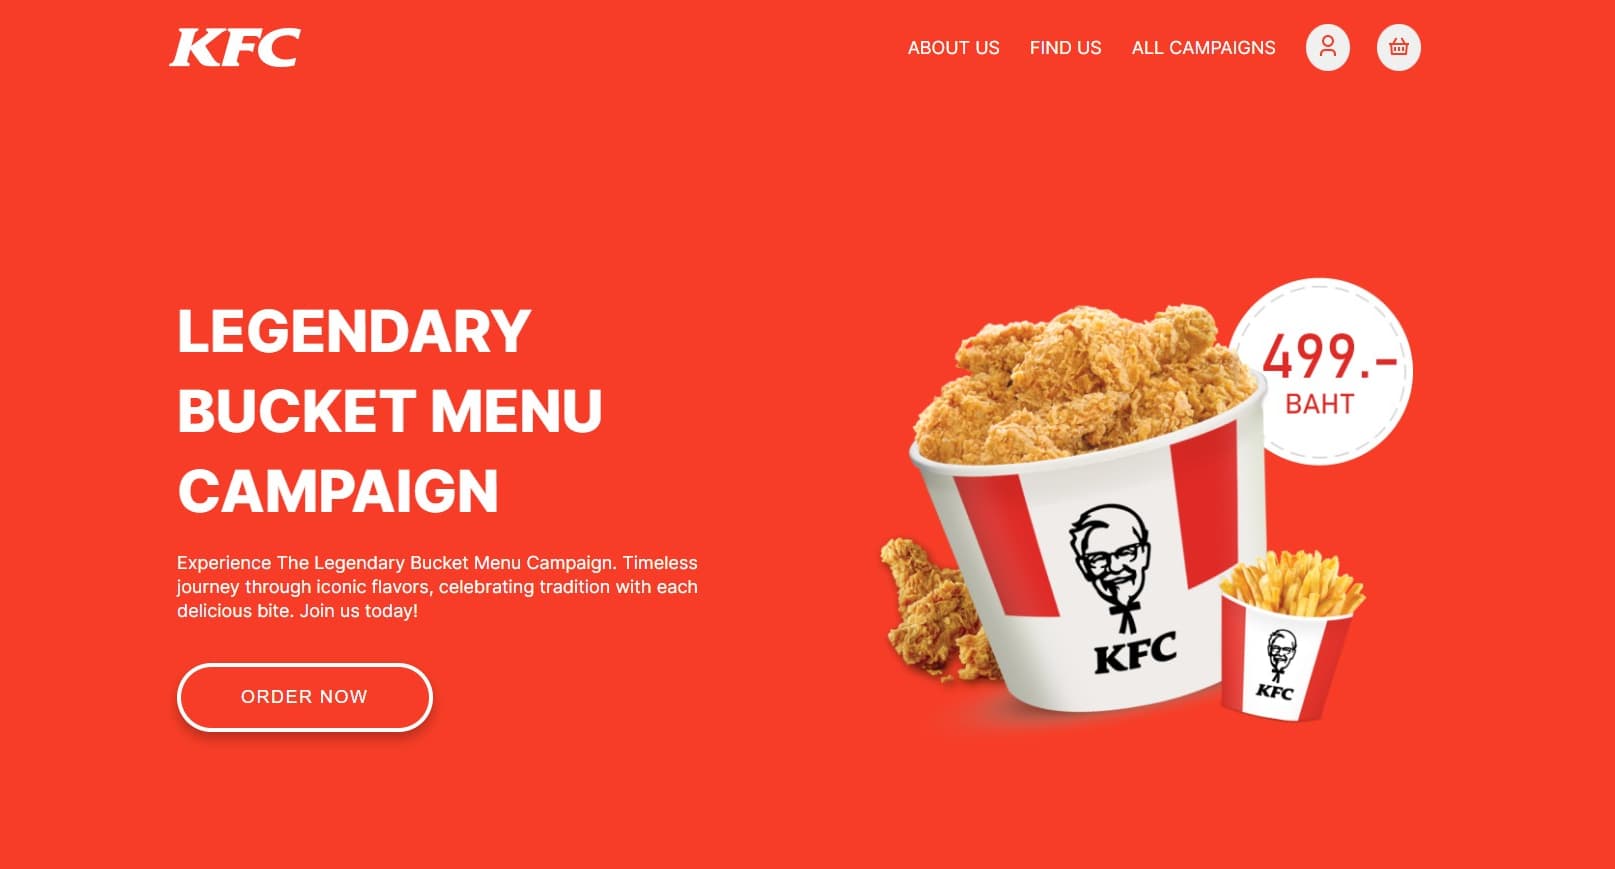 KFC
ABOUT US
FIND US
ALL CAMPAIGNS
LEGENDARY
BUCKET MENU
CAMPAIGN
Experience The Legendary Bucket Menu Campaign. Timeless
journey through iconic flavors, celebrating tradition with each
delicious bite. Join us today!
ORDER NOW
499.-
BAHT
KFC
KFC